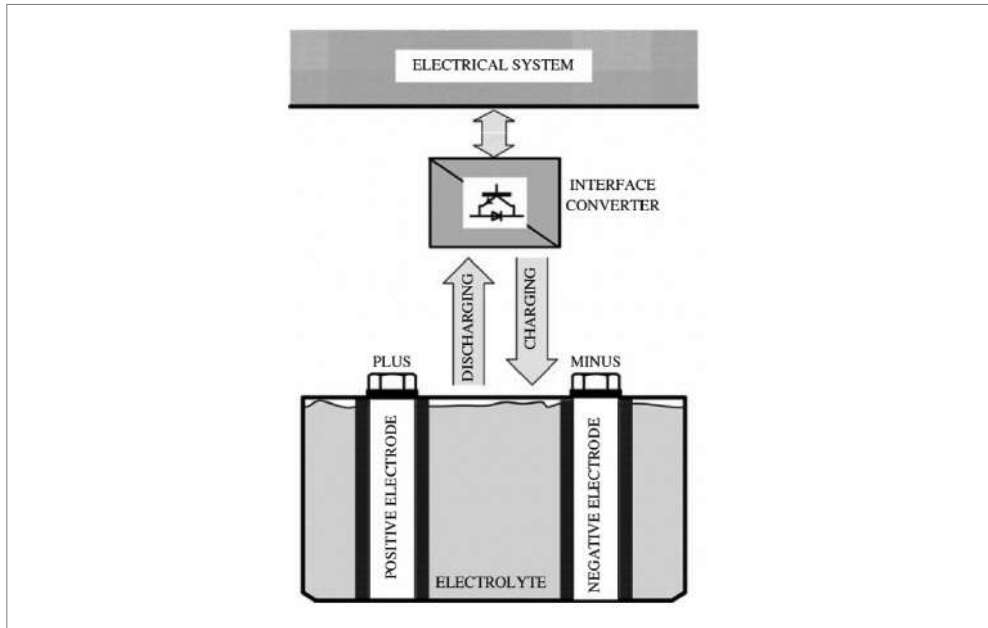 ELECTRICAL SYSTEM
INTERFACE
CONVERTER
DISCHARGING
CHARGING
PLUS
MINUS
POSITIVE ELECTRODE
NEGATIVE ELECTRODE
ELECTROLYTE